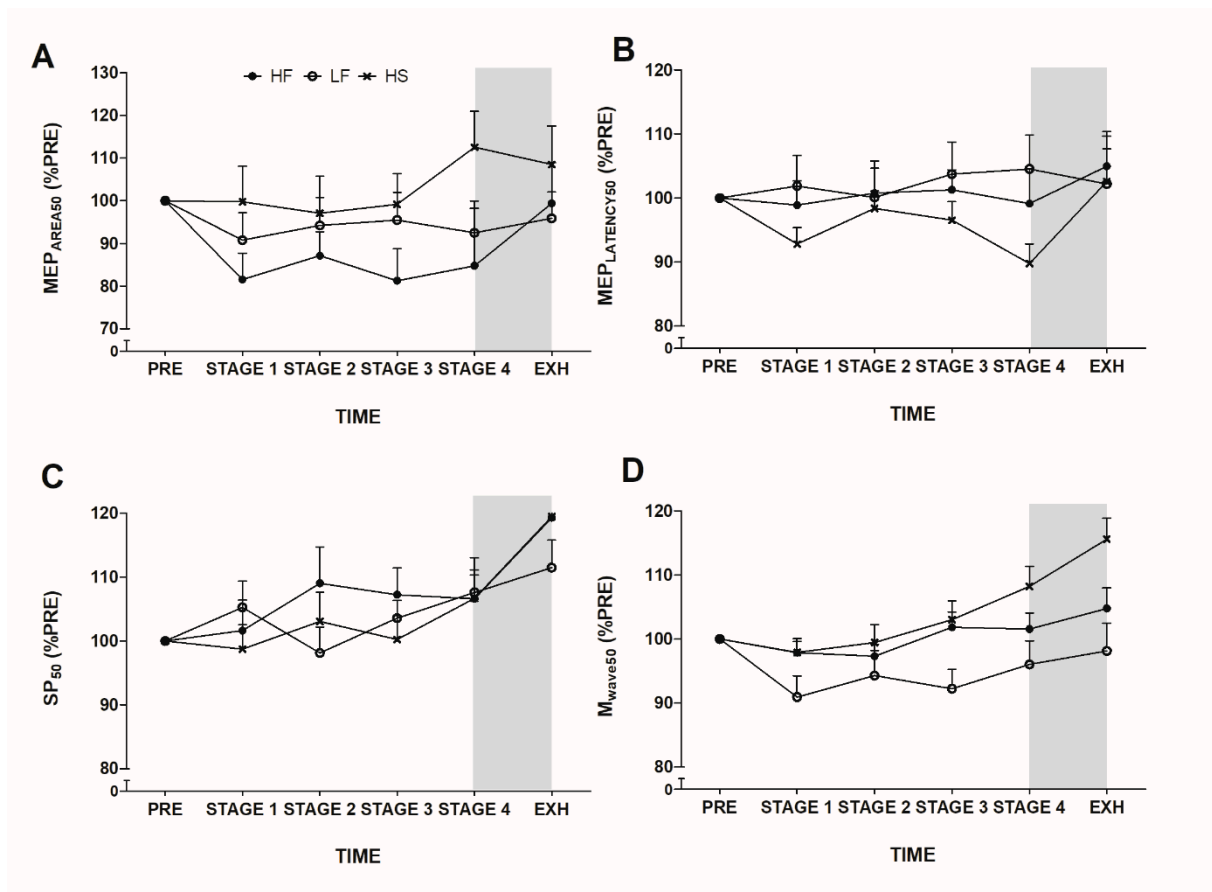 A
HF LF HS
MEPAREA50 (%PRE)
130
120
110
100
90
80
70
0
PRE STAGE 1 STAGE 2 STAGE 3 STAGE 4 EXH
TIME
B
MEPLATENCY50 (%PRE)
120
110
100
90
80
0
PRE STAGE 1 STAGE 2 STAGE 3 STAGE 4 EXH
TIME
C
SP50 (%PRE)
120
110
100
90
80
0
PRE STAGE 1 STAGE 2 STAGE 3 STAGE 4 EXH
TIME
D
Mwave50 (%PRE)
120
110
100
90
80
0
PRE STAGE 1 STAGE 2 STAGE 3 STAGE 4 EXH
TIME